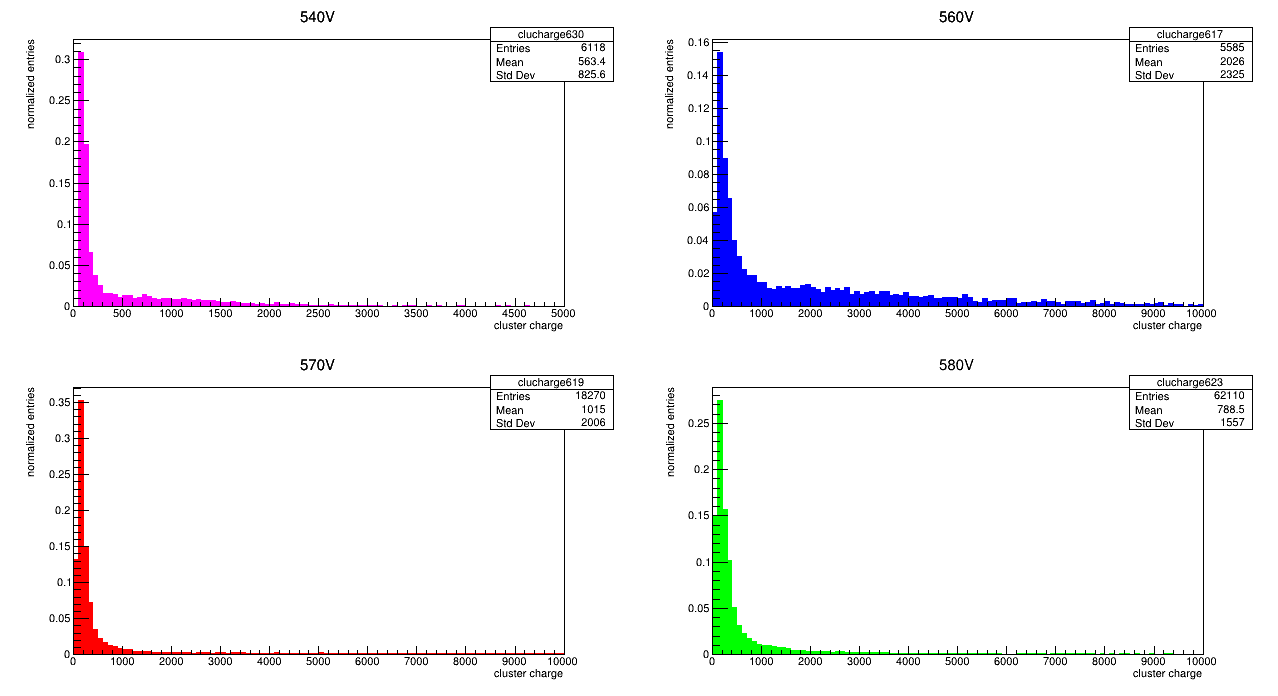 540V
clucharge630
Entries 6118
Mean 563.4
Std Dev 825.6
normalized entries
0.3
0.25
0.2
0.15
0.1
0.05
0
0 500 1000 1500 2000 2500 3000 3500 4000 4500 5000
cluster charge
560V
clucharge617
Entries 5585
Mean 2026
Std Dev 2325
normalized entries
0.16
0.14
0.12
0.1
0.08
0.06
0.04
0.02
0
0 1000 2000 3000 4000 5000 6000 7000 8000 9000 10000
cluster charge
570V
clucharge619
Entries 18270
Mean 1015
Std Dev 2006
normalized entries
0.35
0.3
0.25
0.2
0.15
0.1
0.05
0
0 1000 2000 3000 4000 5000 6000 7000 8000 9000 10000
cluster charge
580V
clucharge623
Entries 62110
Mean 788.5
Std Dev 1557
normalized entries
0.25
0.2
0.15
0.1
0.05
0
0 1000 2000 3000 4000 5000 6000 7000 8000 9000 10000
cluster charge